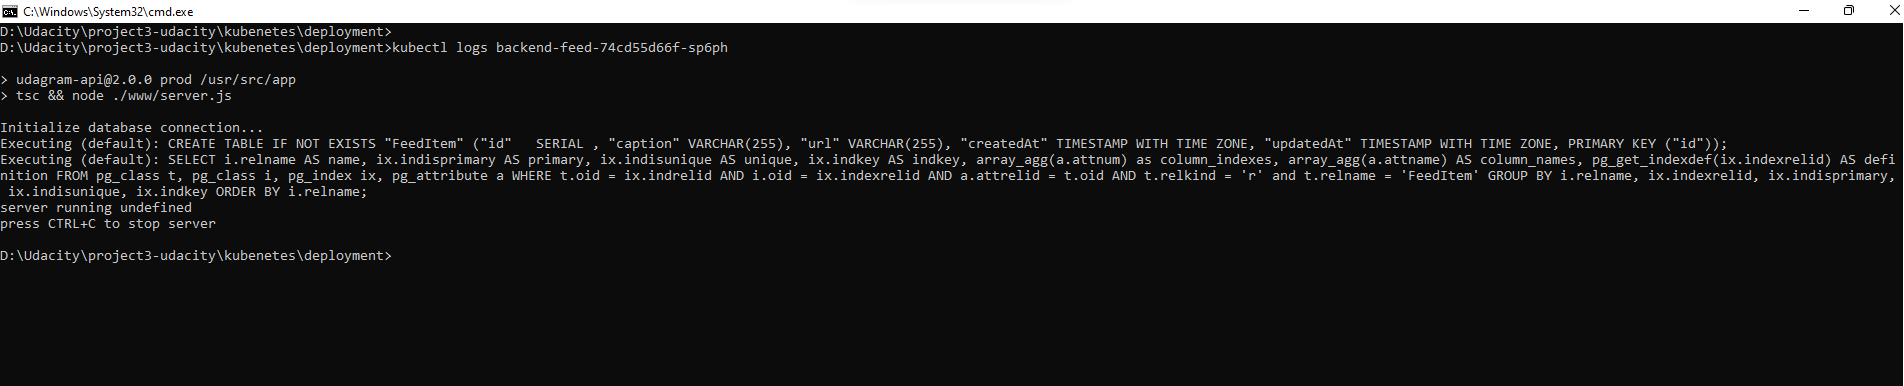 C:\Windows\System32\cmd.exe
D:\Udacity\project3-udacity\kubenetes\deployment>
D:\Udacity\project3-udacity\kubenetes\deployment>kubectl logs backend-feed-74cd55d66f-sp6ph
> udagram-api@2.0.0 prod /usr/src/app
> tsc && node ./www/server.js
Initialize database connection...
Executing (default): CREATE TABLE IF NOT EXISTS "FeedItem" ("id"   SERIAL , "caption" VARCHAR(255), "url" VARCHAR(255), "createdAt" TIMESTAMP WITH TIME ZONE, "updatedAt" TIMESTAMP WITH TIME ZONE, PRIMARY KEY ("id"));
Executing (default): SELECT i.relname AS name, ix.indisprimary AS primary, ix.indisunique AS unique, ix.indkey AS indkey, array_agg(a.attnum) as column_indexes, array_agg(a.attname) AS column_names, pg_get_indexdef(ix.indexrelid) AS defi
nition FROM pg_class t, pg_class i, pg_index ix, pg_attribute a WHERE t.oid = ix.indrelid AND i.oid = ix.indexrelid AND a.attrelid = t.oid AND t.relkind = 'r' and t.relname = 'FeedItem' GROUP BY i.relname, ix.indexrelid, ix.indisprimary,
 ix.indisunique, ix.indkey ORDER BY i.relname;
server running undefined
press CTRL+C to stop server
D:\Udacity\project3-udacity\kubenetes\deployment>